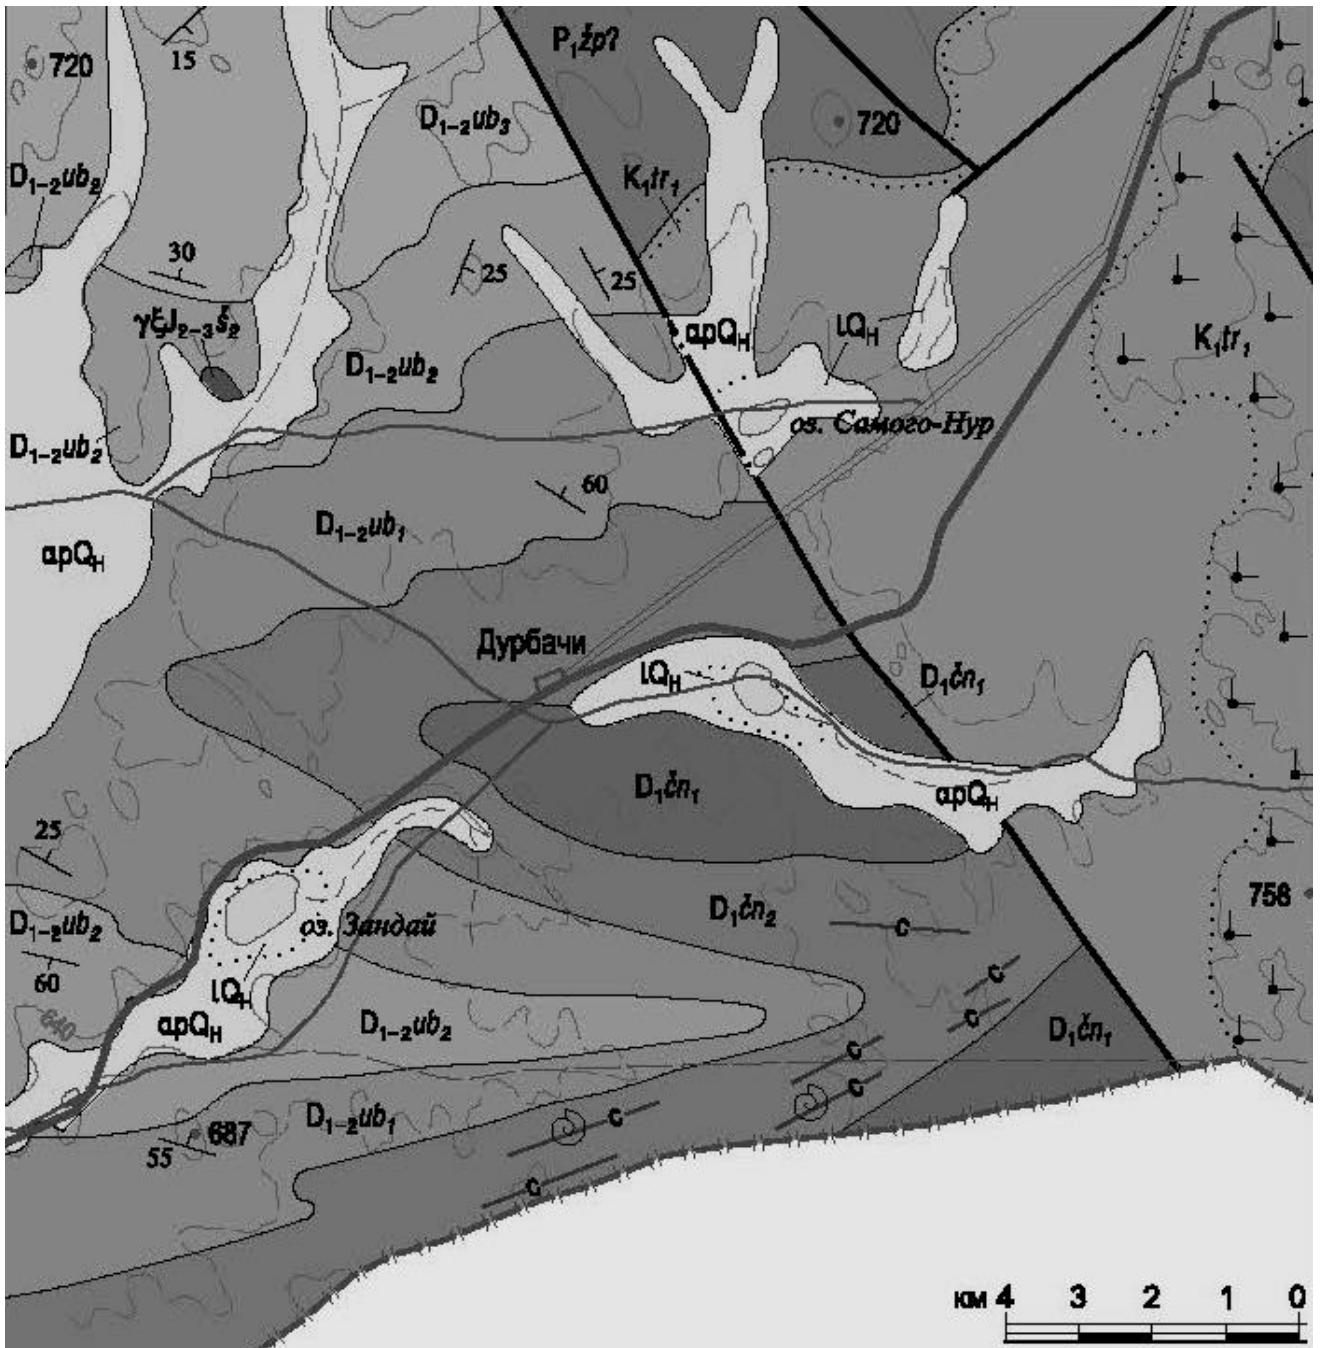 15
P₁žp?
720
D₁₋₂ub₃
720
D₁₋₂ub₂
K₁tr₁
30
25
25
γξJ₂₋₃š₂
apQH
lQH
K₁tr₁
D₁₋₂ub₂
оз. Самого-Нур
D₁₋₂ub₂
60
D₁₋₂ub₁
apQH
Дурбачи
lQH
D₁čn₁
D₁čn₁
apQH
25
758
D₁₋₂ub₂
оз. Зандай
D₁čn₂
c
60
c
lQH
640
apQH
D₁₋₂ub₂
c
D₁čn₁
c
c
687
D₁₋₂ub₁
c
55
c
км 4 3 2 1 0